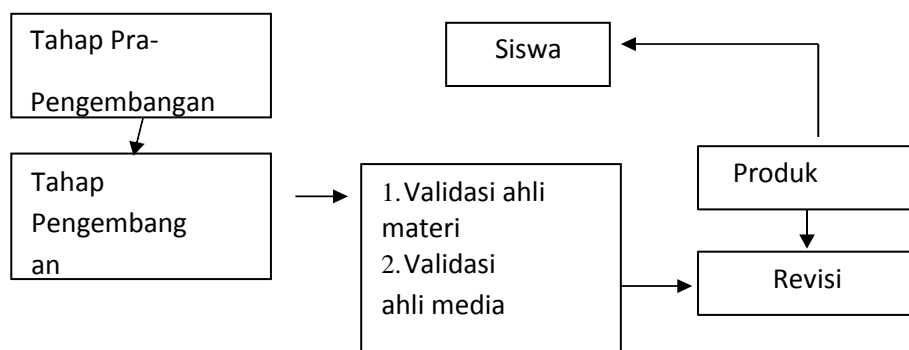 Tahap Pra-
Pengembangan
Siswa
Tahap
Pengembang
an
1.Validasi ahli
materi
2.Validasi
ahli media
Produk
Revisi